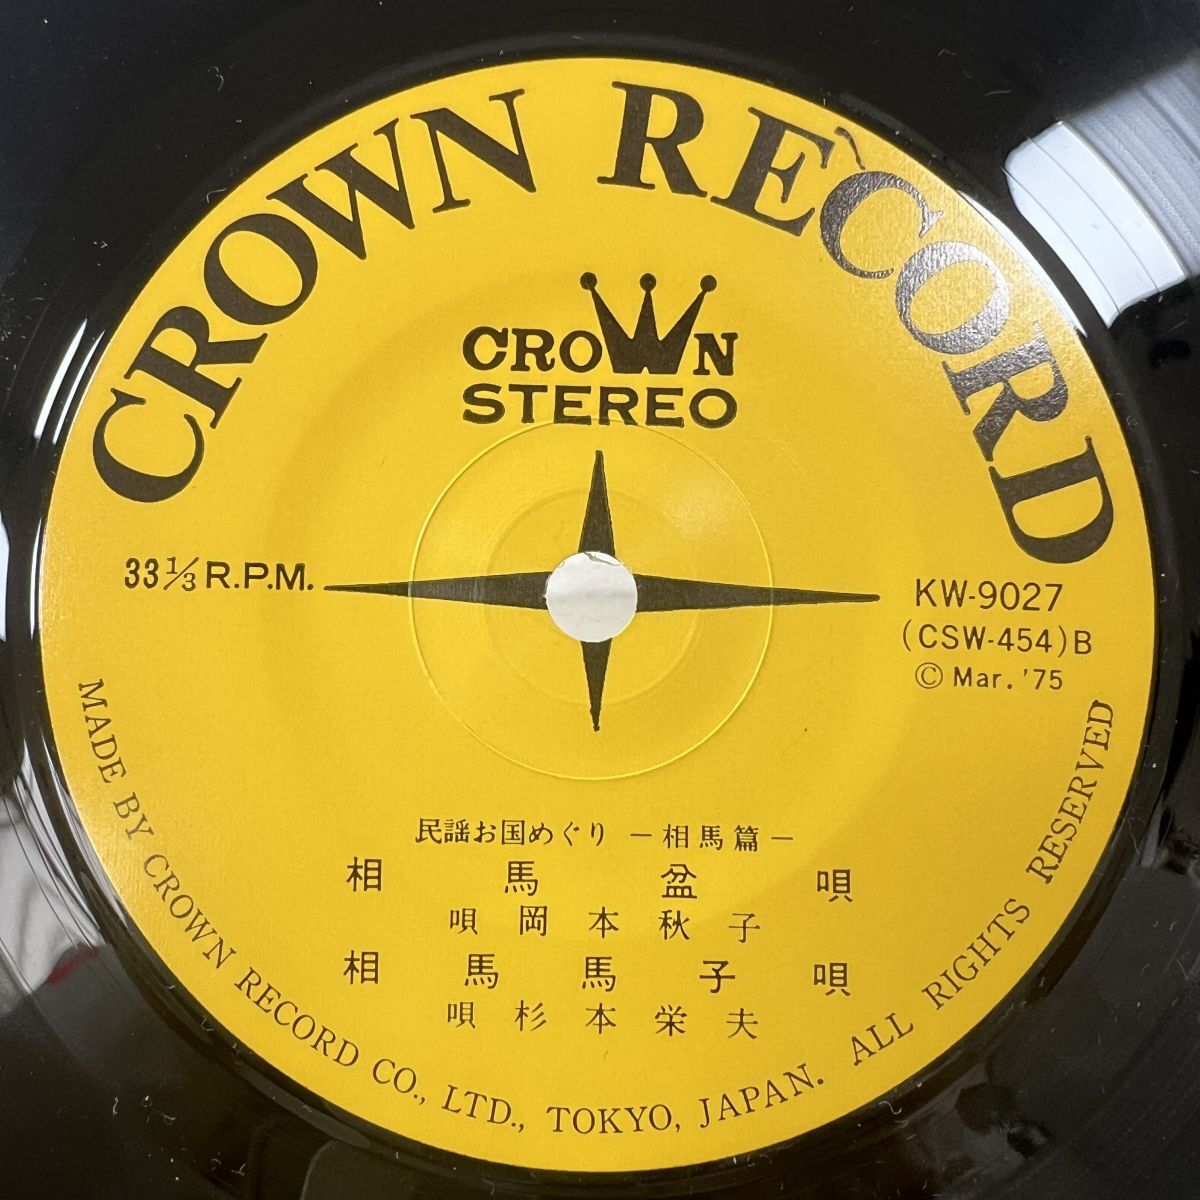 CROWN RECORD
CROWN
STEREO
33 1/3 R.P.M.
KW-9027
(CSW-454)B
© Mar. '75
民謡お国めぐり －相馬篇－
相馬盆唄
唄 岡本秋子
相馬馬子唄
唄 杉本栄夫
MADE BY CROWN RECORD CO., LTD., TOKYO, JAPAN. ALL RIGHTS RESERVED